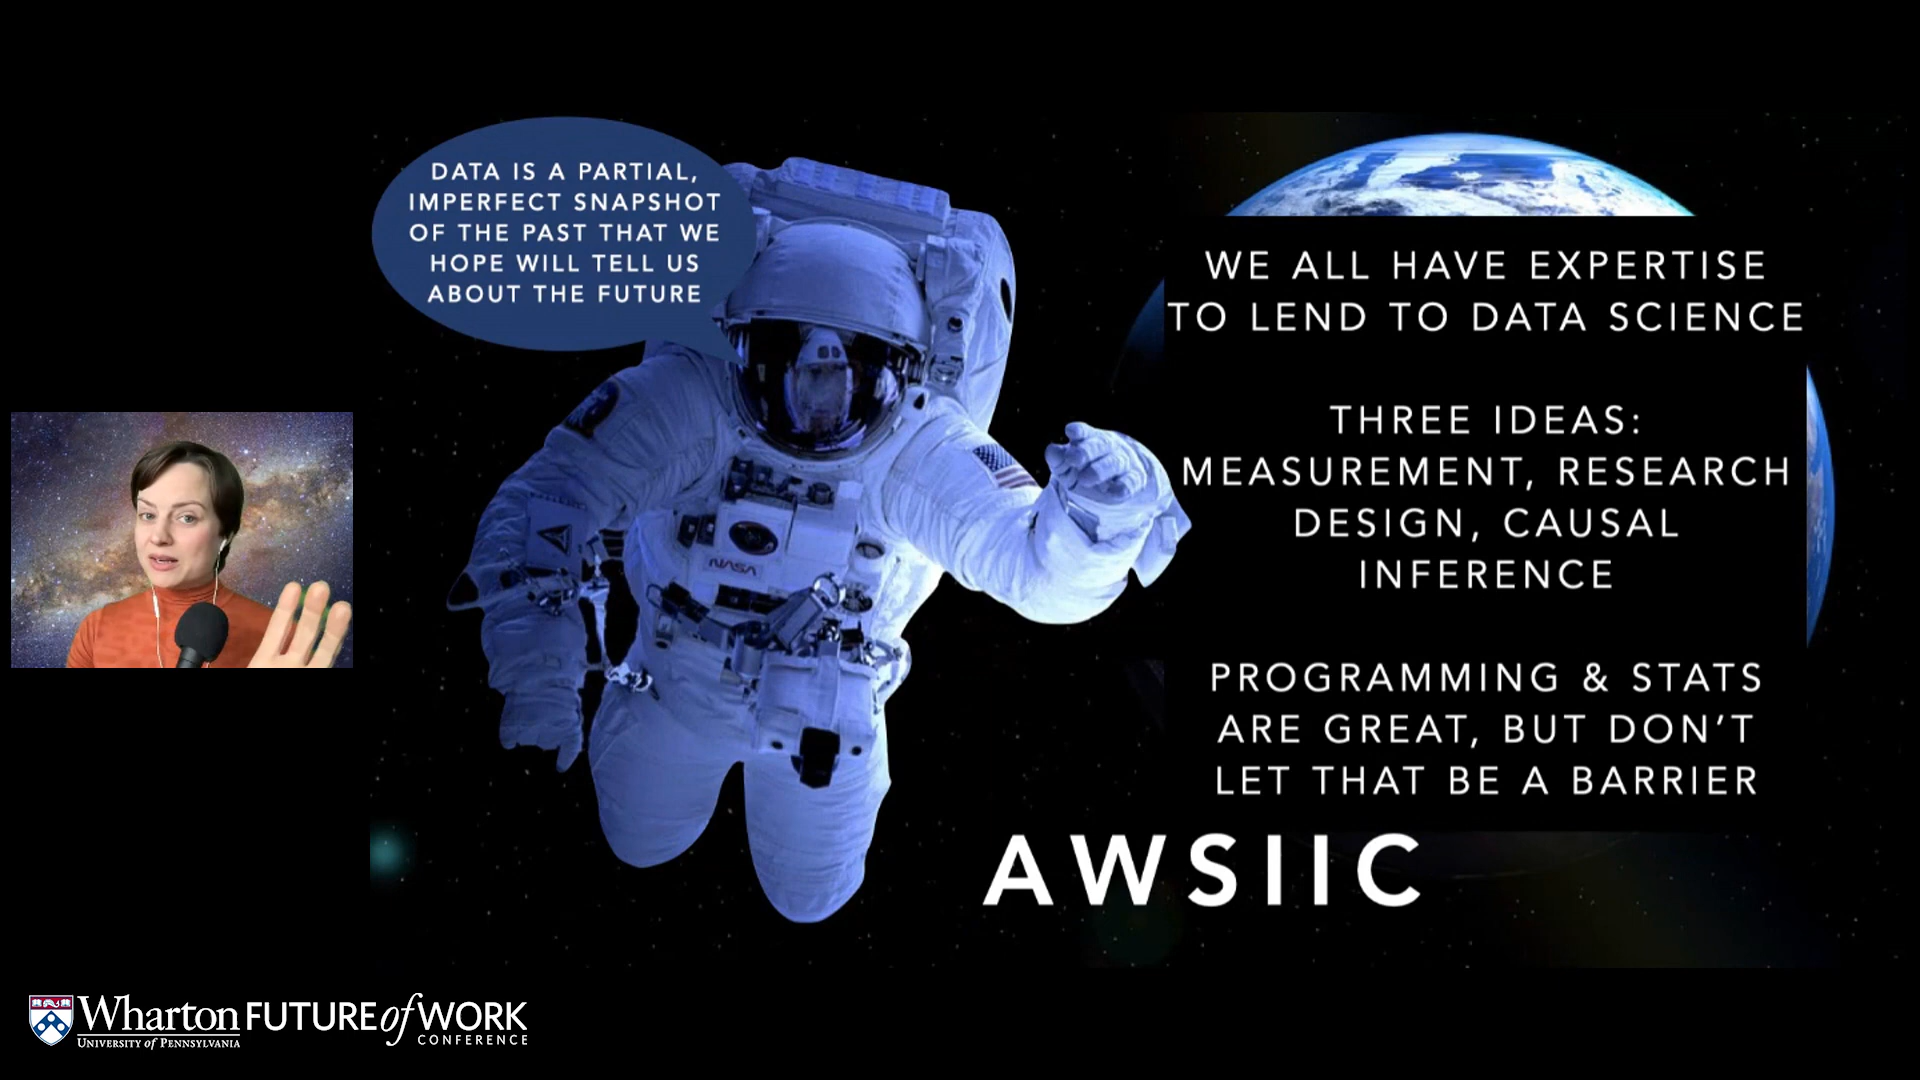 DATA IS A PARTIAL,
IMPERFECT SNAPSHOT
OF THE PAST THAT WE
HOPE WILL TELL US
ABOUT THE FUTURE
WE ALL HAVE EXPERTISE
TO LEND TO DATA SCIENCE
THREE IDEAS:
MEASUREMENT, RESEARCH
DESIGN, CAUSAL
INFERENCE
PROGRAMMING & STATS
ARE GREAT, BUT DON'T
LET THAT BE A BARRIER
NASA
AWSIIC
Wharton FUTURE of WORK
UNIVERSITY of PENNSYLVANIA
CONFERENCE